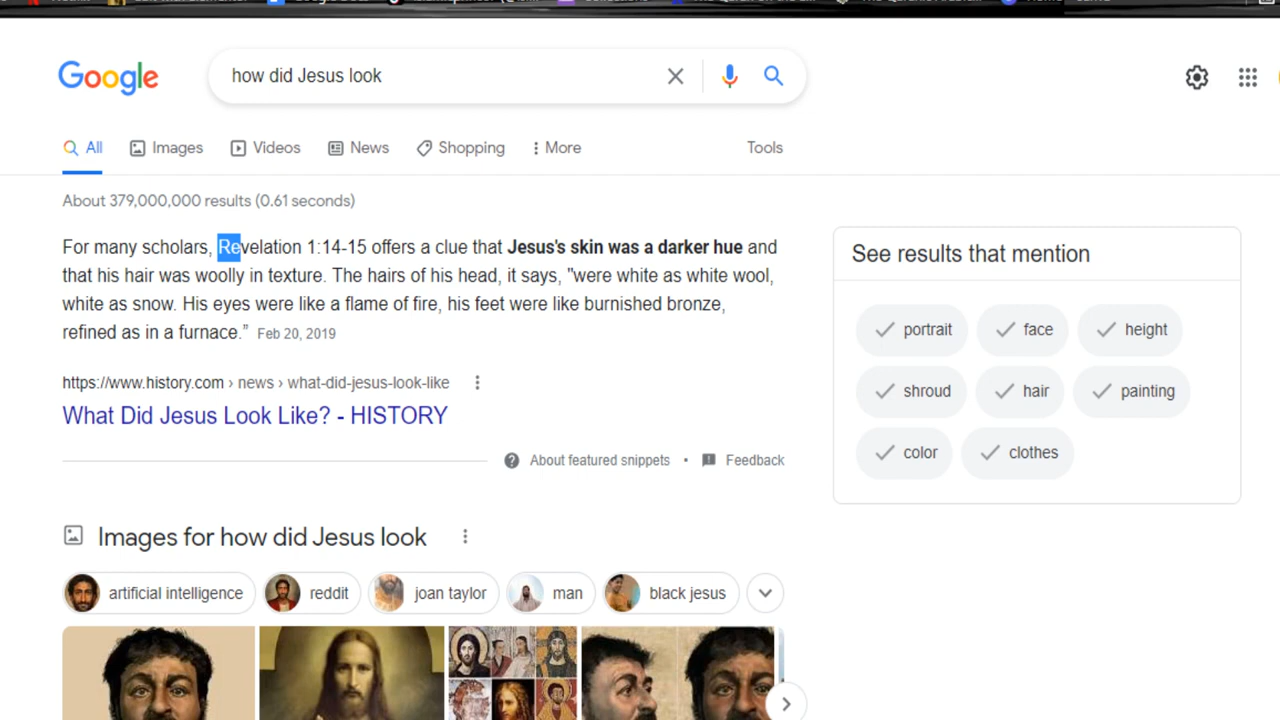 Google
how did Jesus look
All
Images
Videos
News
Shopping
More
Tools
About 379,000,000 results (0.61 seconds)
For many scholars, Revelation 1:14-15 offers a clue that Jesus's skin was a darker hue and
that his hair was woolly in texture. The hairs of his head, it says, "were white as white wool,
white as snow. His eyes were like a flame of fire, his feet were like burnished bronze,
refined as in a furnace.” Feb 20, 2019
https://www.history.com › news › what-did-jesus-look-like
What Did Jesus Look Like? - HISTORY
About featured snippets • Feedback
See results that mention
portrait
face
height
shroud
hair
painting
color
clothes
Images for how did Jesus look
artificial intelligence
reddit
joan taylor
man
black jesus